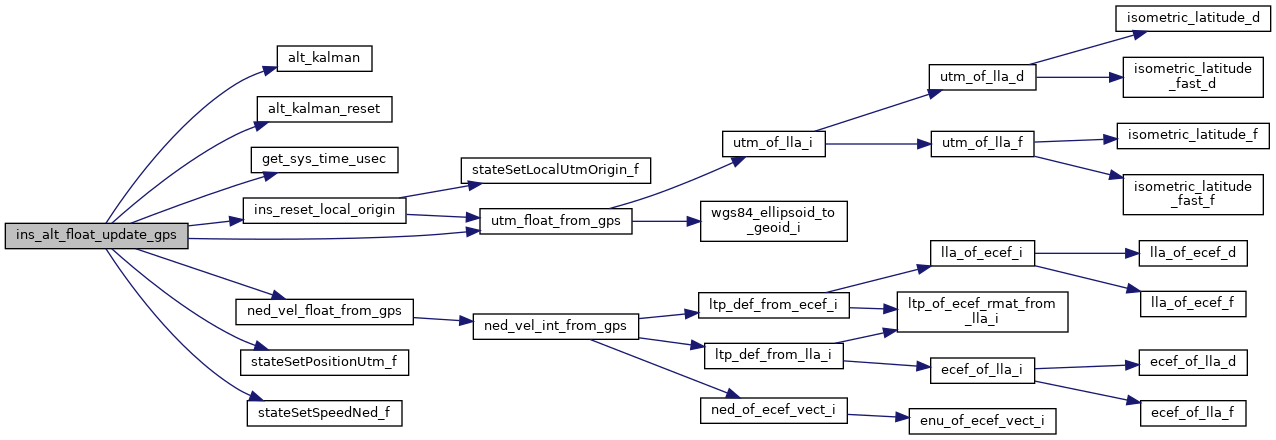 isometric_latitude_d
alt_kalman
utm_of_lla_d
isometric_latitude
_fast_d
alt_kalman_reset
utm_of_lla_i
utm_of_lla_f
isometric_latitude_f
get_sys_time_usec
stateSetLocalUtmOrigin_f
isometric_latitude
_fast_f
ins_reset_local_origin
utm_float_from_gps
wgs84_ellipsoid_to
_geoid_i
ins_alt_float_update_gps
lla_of_ecef_i
lla_of_ecef_d
ned_vel_float_from_gps
ltp_def_from_ecef_i
ltp_of_ecef_rmat_from
_lla_i
lla_of_ecef_f
ned_vel_int_from_gps
stateSetPositionUtm_f
ltp_def_from_lla_i
ecef_of_lla_i
ecef_of_lla_d
stateSetSpeedNed_f
ned_of_ecef_vect_i
enu_of_ecef_vect_i
ecef_of_lla_f